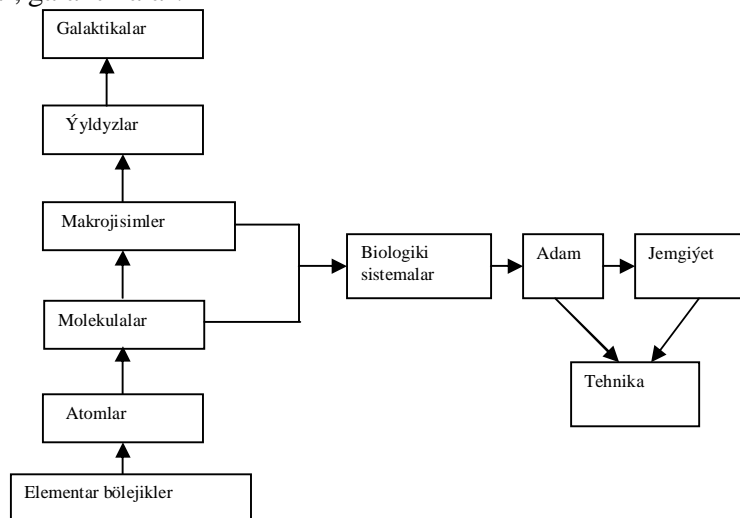 Galaktikalar
Ýyldyzlar
Makrojisimler
Biologiki
sistemalar
Adam
Jemgiýet
Molekulalar
Tehnika
Atomlar
Elementar bölejikler